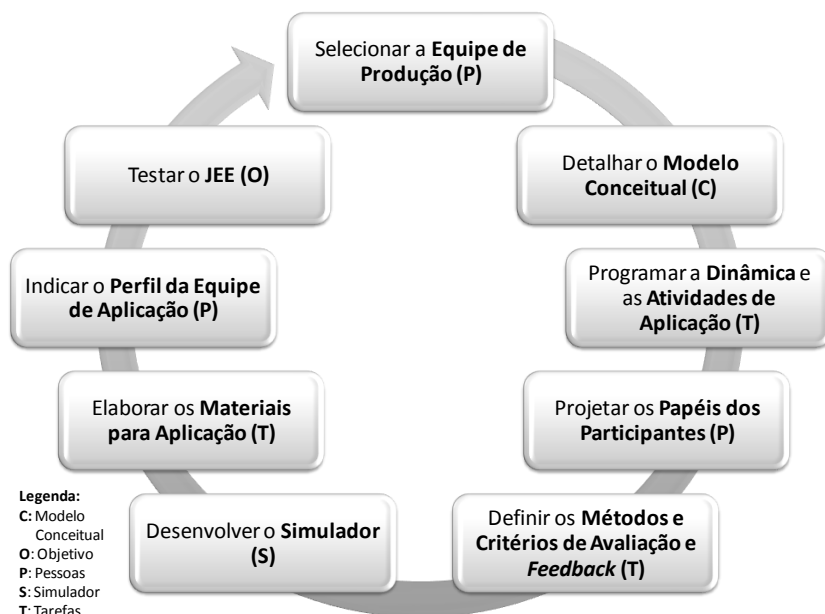 Selecionar a Equipe de
Produção (P)
Detalhar o Modelo
Conceitual (C)
Programar a Dinâmica e
as Atividades de
Aplicação (T)
Projetar os Papéis dos
Participantes (P)
Definir os Métodos e
Critérios de Avaliação e
Feedback (T)
Desenvolver o Simulador
(S)
Elaborar os Materiais
para Aplicação (T)
Indicar o Perfil da Equipe
de Aplicação (P)
Testar o JEE (O)
Legenda:
C: Modelo
Conceitual
O: Objetivo
P: Pessoas
S: Simulador
T: Tarefas